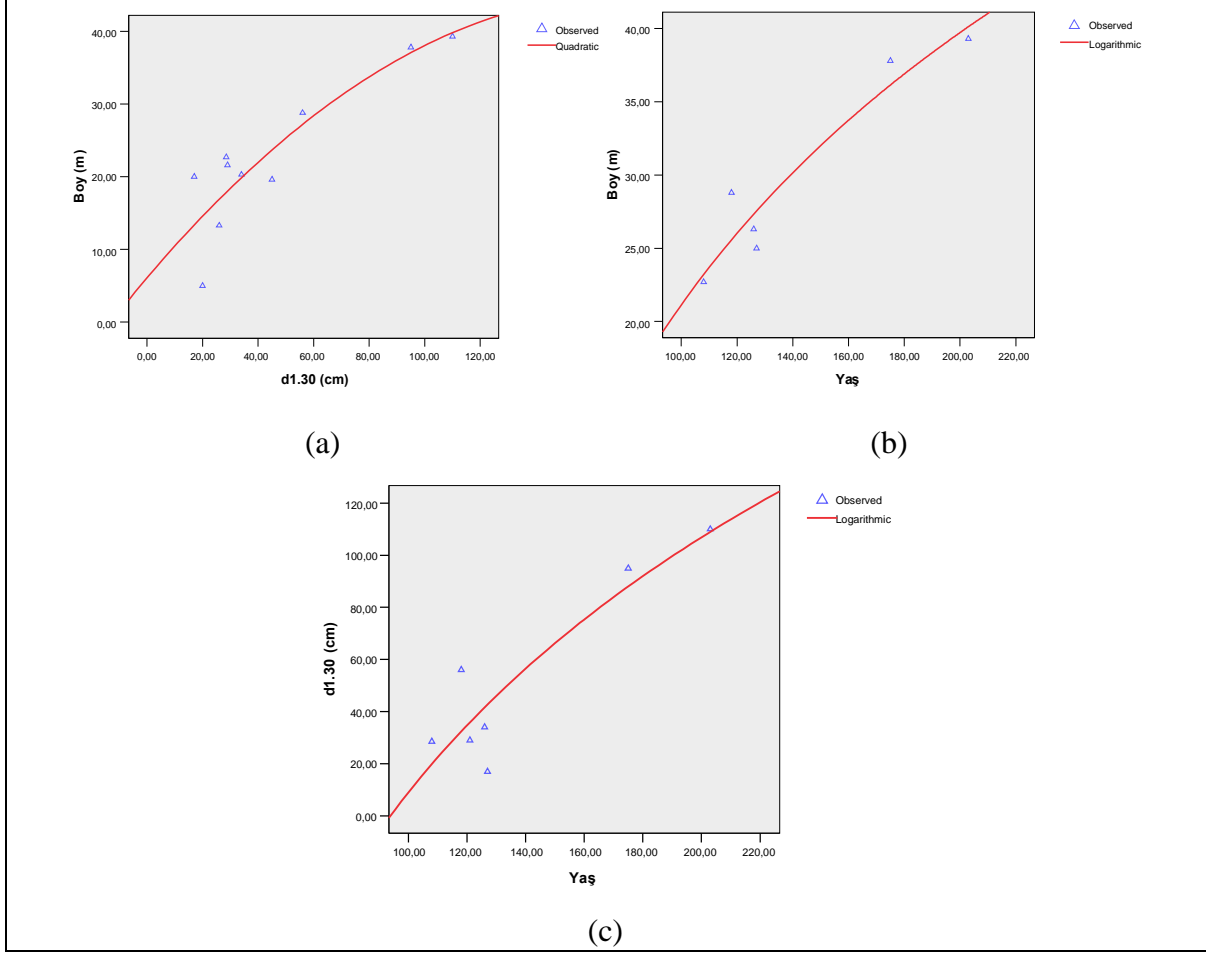 40,00
30,00
20,00
10,00
0,00
Boy (m)
0,00 20,00 40,00 60,00 80,00 100,00 120,00
d1.30 (cm)
Observed
Quadratic
(a)
40,00
35,00
30,00
25,00
20,00
Boy (m)
100,00 120,00 140,00 160,00 180,00 200,00 220,00
Yaş
Observed
Logarithmic
(b)
120,00
100,00
80,00
60,00
40,00
20,00
0,00
d1.30 (cm)
100,00 120,00 140,00 160,00 180,00 200,00 220,00
Yaş
Observed
Logarithmic
(c)